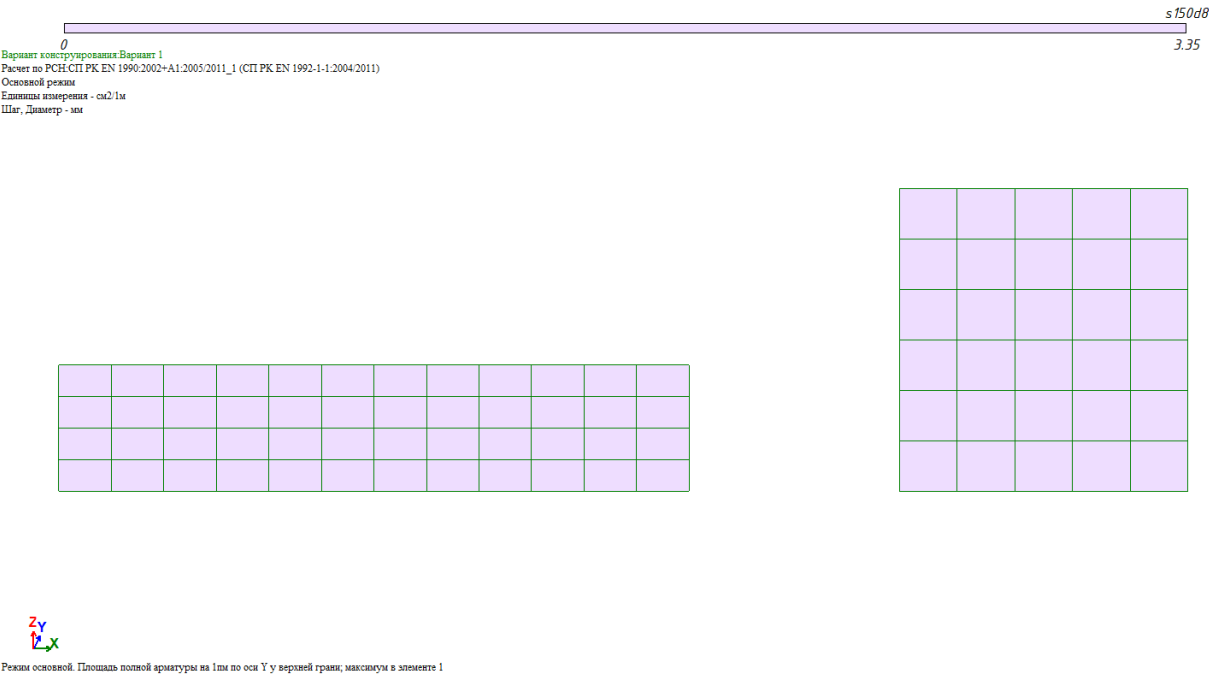 s150d8
0
3.35
Вариант конструирования:Вариант 1
Расчет по РСН:СП РК EN 1990:2002+A1:2005/2011_1 (СП РК EN 1992-1-1:2004/2011)
Основной режим
Единицы измерения - см2/1м
Шаг, Диаметр - мм
Z
Y
X
Режим основной. Площадь полной арматуры на 1пм по оси Y у верхней грани; максимум в элементе 1